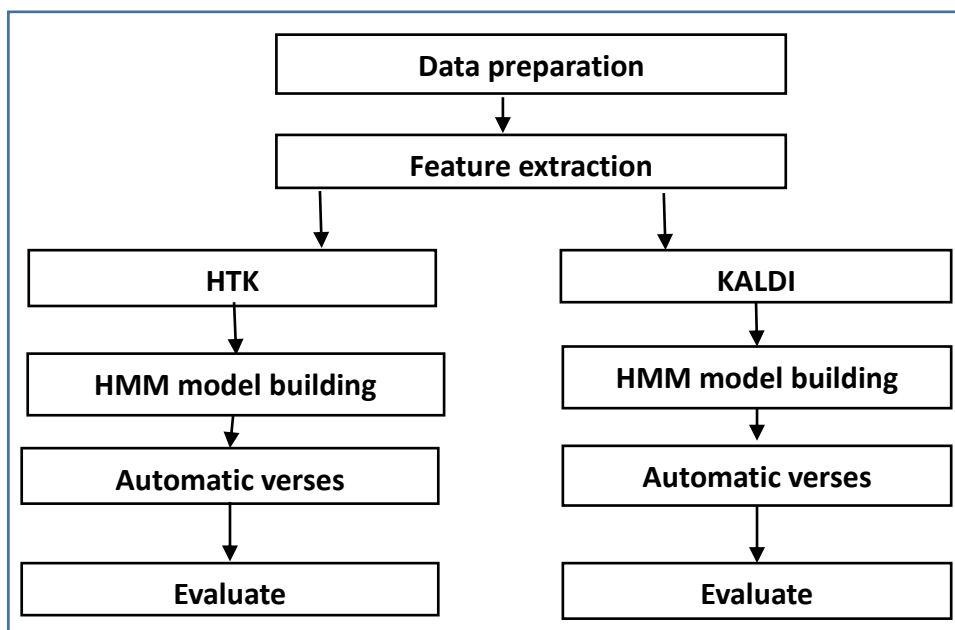 Data preparation
Feature extraction
HTK
KALDI
HMM model building
HMM model building
Automatic verses
Automatic verses
Evaluate
Evaluate